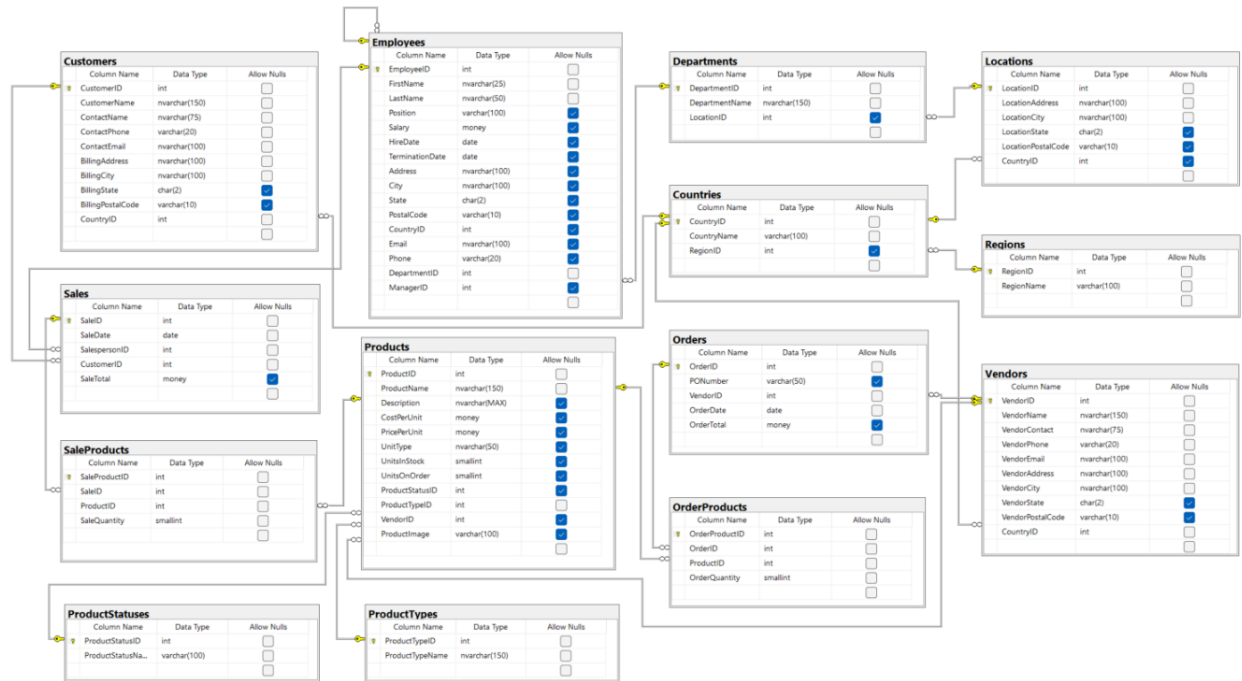 Customers
Column Name Data Type Allow Nulls
CustomerID int
CustomerName nvarchar(150)
ContactName nvarchar(75)
ContactPhone varchar(20)
ContactEmail nvarchar(100)
BillingAddress nvarchar(100)
BillingCity nvarchar(100)
BillingState char(2)
BillingPostalCode varchar(10)
CountryID int
Employees
Column Name Data Type Allow Nulls
EmployeeID int
FirstName nvarchar(25)
LastName nvarchar(50)
Position varchar(100)
Salary money
HireDate date
TerminationDate date
Address nvarchar(100)
City nvarchar(100)
State char(2)
PostalCode varchar(10)
CountryID int
Email nvarchar(100)
Phone varchar(20)
DepartmentID int
ManagerID int
Departments
Column Name Data Type Allow Nulls
DepartmentID int
DepartmentName nvarchar(150)
LocationID int
Locations
Column Name Data Type Allow Nulls
LocationID int
LocationAddress nvarchar(100)
LocationCity nvarchar(100)
LocationState char(2)
LocationPostalCode varchar(10)
CountryID int
Countries
Column Name Data Type Allow Nulls
CountryID int
CountryName varchar(100)
RegionID int
Regions
Column Name Data Type Allow Nulls
RegionID int
RegionName varchar(100)
Sales
Column Name Data Type Allow Nulls
SaleID int
SaleDate date
SalespersonID int
CustomerID int
SaleTotal money
Products
Column Name Data Type Allow Nulls
ProductID int
ProductName nvarchar(150)
Description nvarchar(MAX)
CostPerUnit money
PricePerUnit money
UnitType nvarchar(50)
UnitsInStock smallint
UnitsOnOrder smallint
ProductStatusID int
ProductTypeID int
VendorID int
ProductImage varchar(100)
Orders
Column Name Data Type Allow Nulls
OrderID int
PONumber varchar(50)
VendorID int
OrderDate date
OrderTotal money
Vendors
Column Name Data Type Allow Nulls
VendorID int
VendorName nvarchar(150)
VendorContact nvarchar(75)
VendorPhone varchar(20)
VendorEmail nvarchar(100)
VendorAddress nvarchar(100)
VendorCity nvarchar(100)
VendorState char(2)
VendorPostalCode varchar(10)
CountryID int
SaleProducts
Column Name Data Type Allow Nulls
SaleProductID int
SaleID int
ProductID int
SaleQuantity smallint
OrderProducts
Column Name Data Type Allow Nulls
OrderProductID int
OrderID int
ProductID int
OrderQuantity smallint
ProductStatuses
Column Name Data Type Allow Nulls
ProductStatusID int
ProductStatusNa... varchar(100)
ProductTypes
Column Name Data Type Allow Nulls
ProductTypeID int
ProductTypeName nvarchar(150)